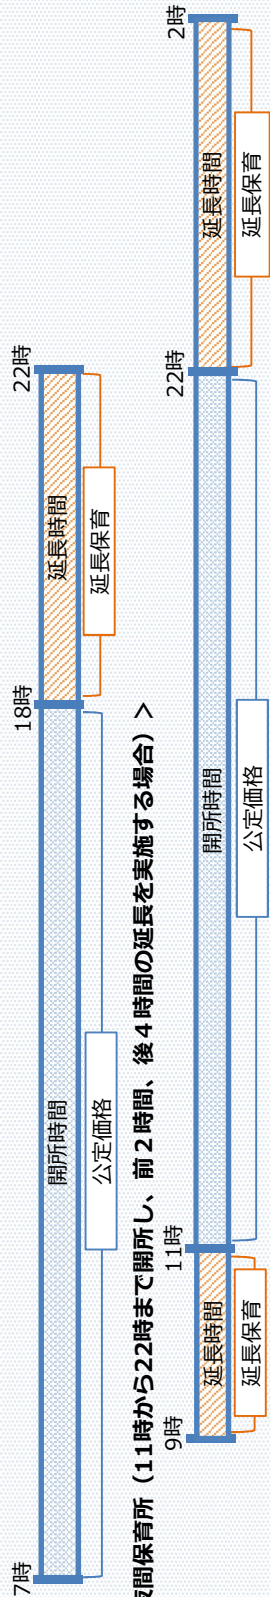 7時
18時
22時
開所時間
延長時間
公定価格
延長保育
間保育所（11時から22時まで開所し、前２時間、後４時間の延長を実施する場合）＞
9時
11時
22時
2時
延長時間
開所時間
延長時間
延長保育
公定価格
延長保育